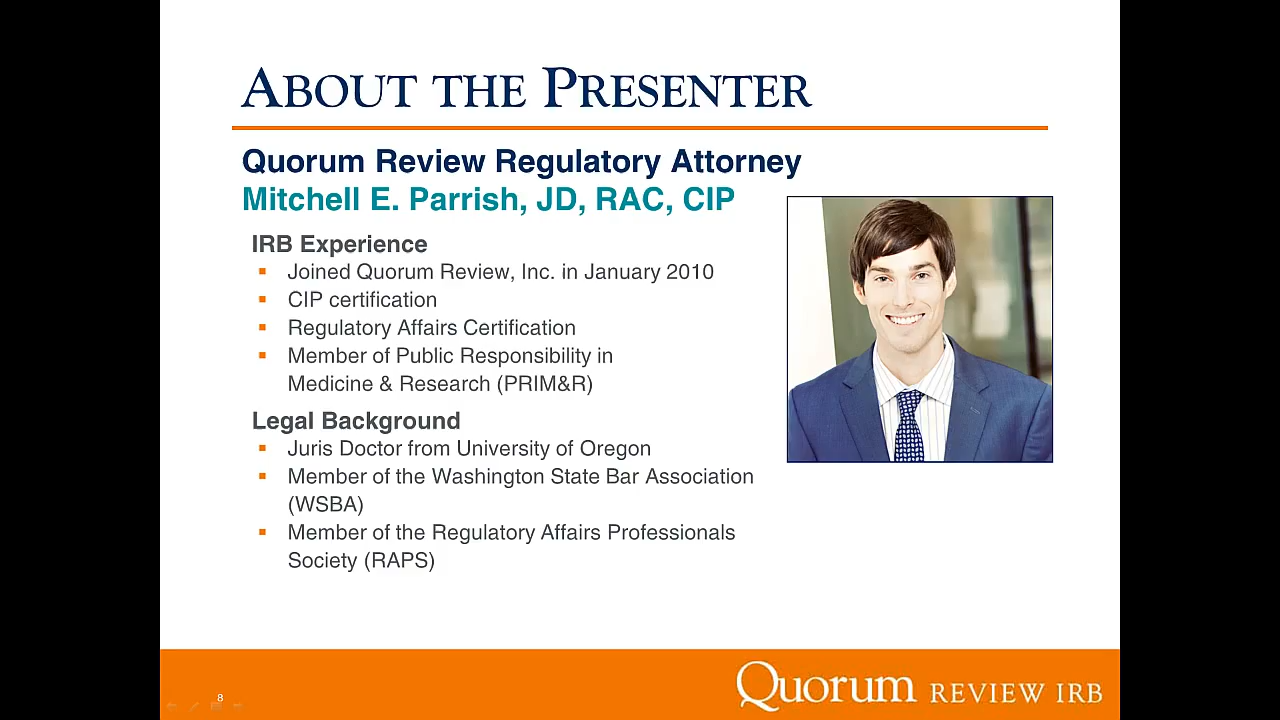 ABOUT THE PRESENTER
Quorum Review Regulatory Attorney
Mitchell E. Parrish, JD, RAC, CIP
IRB Experience
▪ Joined Quorum Review, Inc. in January 2010
▪ CIP certification
▪ Regulatory Affairs Certification
▪ Member of Public Responsibility in
Medicine & Research (PRIM&R)
Legal Background
▪ Juris Doctor from University of Oregon
▪ Member of the Washington State Bar Association
(WSBA)
▪ Member of the Regulatory Affairs Professionals
Society (RAPS)
8
QUORUM REVIEW IRB